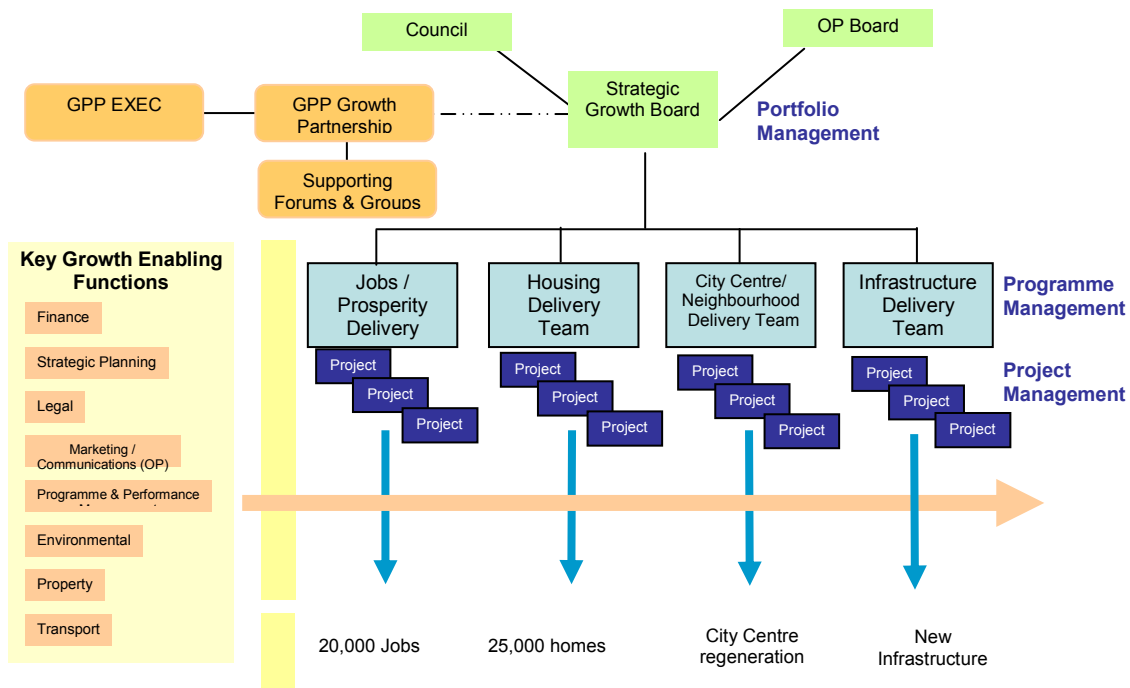 Council
OP Board
GPP EXEC
GPP Growth
Partnership
Strategic
Growth Board
Portfolio
Management
Supporting
Forums & Groups
Key Growth Enabling
Functions
Finance
Strategic Planning
Legal
Marketing /
Communications (OP)
Programme & Performance
Environmental
Property
Transport
Jobs /
Prosperity
Delivery
Housing
Delivery
Team
City Centre/
Neighbourhood
Delivery Team
Infrastructure
Delivery
Team
Programme
Management
Project
Project
Project
Project
Project
Project
Project
Project
Project
Project
Project
Project
Project
Management
20,000 Jobs
25,000 homes
City Centre
regeneration
New
Infrastructure